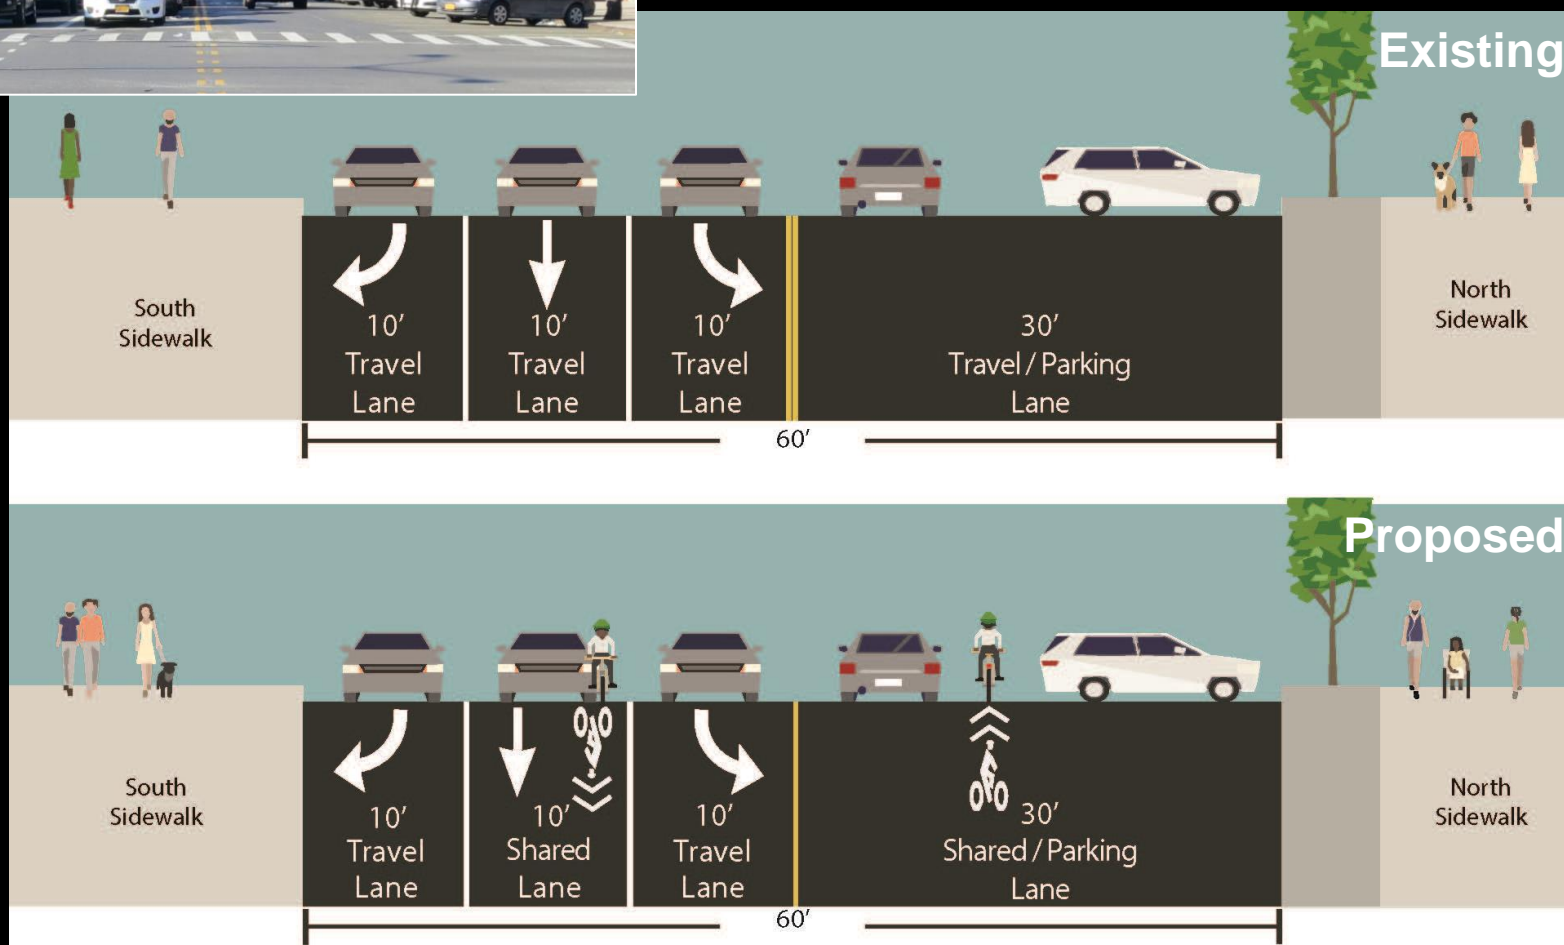 Existing
South
Sidewalk
10'
Travel
Lane
10'
Travel
Lane
10'
Travel
Lane
30'
Travel / Parking
Lane
North
Sidewalk
60'
Proposed
South
Sidewalk
10'
Travel
Lane
10'
Shared
Lane
10'
Travel
Lane
30'
Shared / Parking
Lane
North
Sidewalk
60'